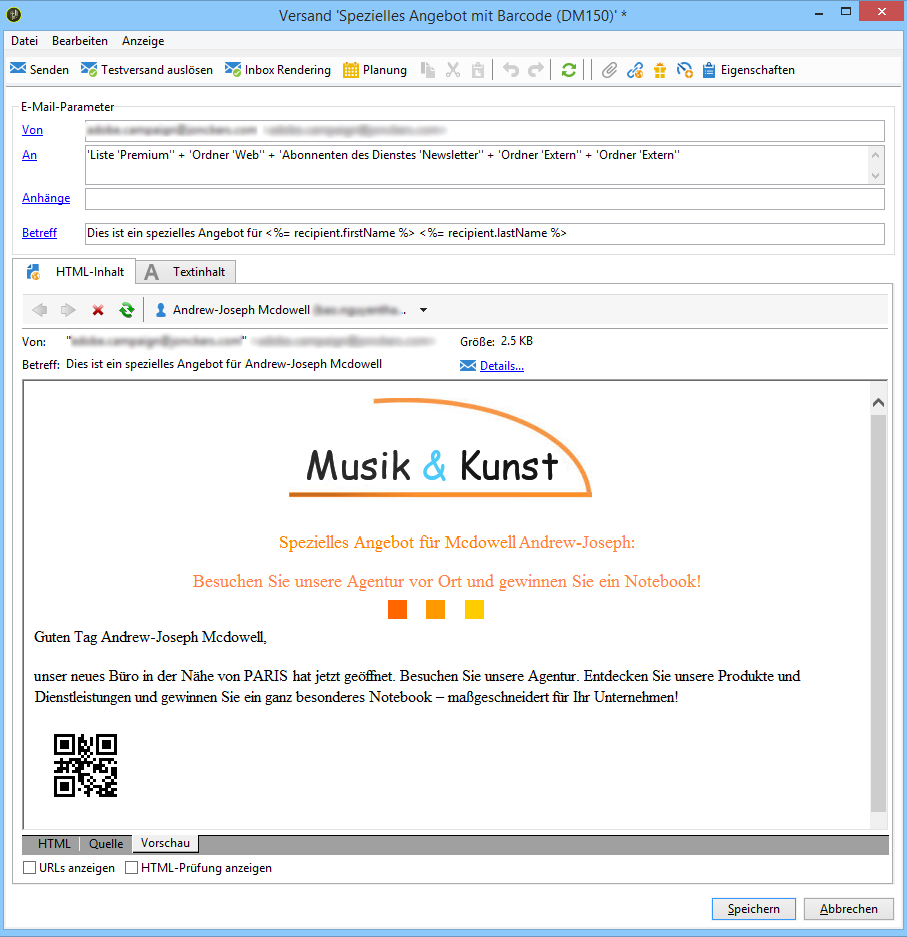 Versand 'Spezielles Angebot mit Barcode (DM150)' *
Datei Bearbeiten Anzeige
Senden Testversand auslösen Inbox Rendering Planung Eigenschaften
E-Mail-Parameter
Von
An 'Liste 'Premium'' + 'Ordner 'Web'' + 'Abonnenten des Dienstes 'Newsletter'' + 'Ordner 'Extern'' + 'Ordner 'Extern''
Anhänge
Betreff Dies ist ein spezielles Angebot für <%= recipient.firstName %> <%= recipient.lastName %>
HTML-Inhalt Textinhalt
Andrew-Joseph Mcdowell
Von: Größe: 2.5 KB
Betreff: Dies ist ein spezielles Angebot für Andrew-Joseph Mcdowell Details...
Musik & Kunst
Spezielles Angebot für Mcdowell Andrew-Joseph:
Besuchen Sie unsere Agentur vor Ort und gewinnen Sie ein Notebook!
Guten Tag Andrew-Joseph Mcdowell,
unser neues Büro in der Nähe von PARIS hat jetzt geöffnet. Besuchen Sie unsere Agentur. Entdecken Sie unsere Produkte und
Dienstleistungen und gewinnen Sie ein ganz besonderes Notebook – maßgeschneidert für Ihr Unternehmen!
HTML Quelle Vorschau
URLs anzeigen HTML-Prüfung anzeigen
Speichern Abbrechen